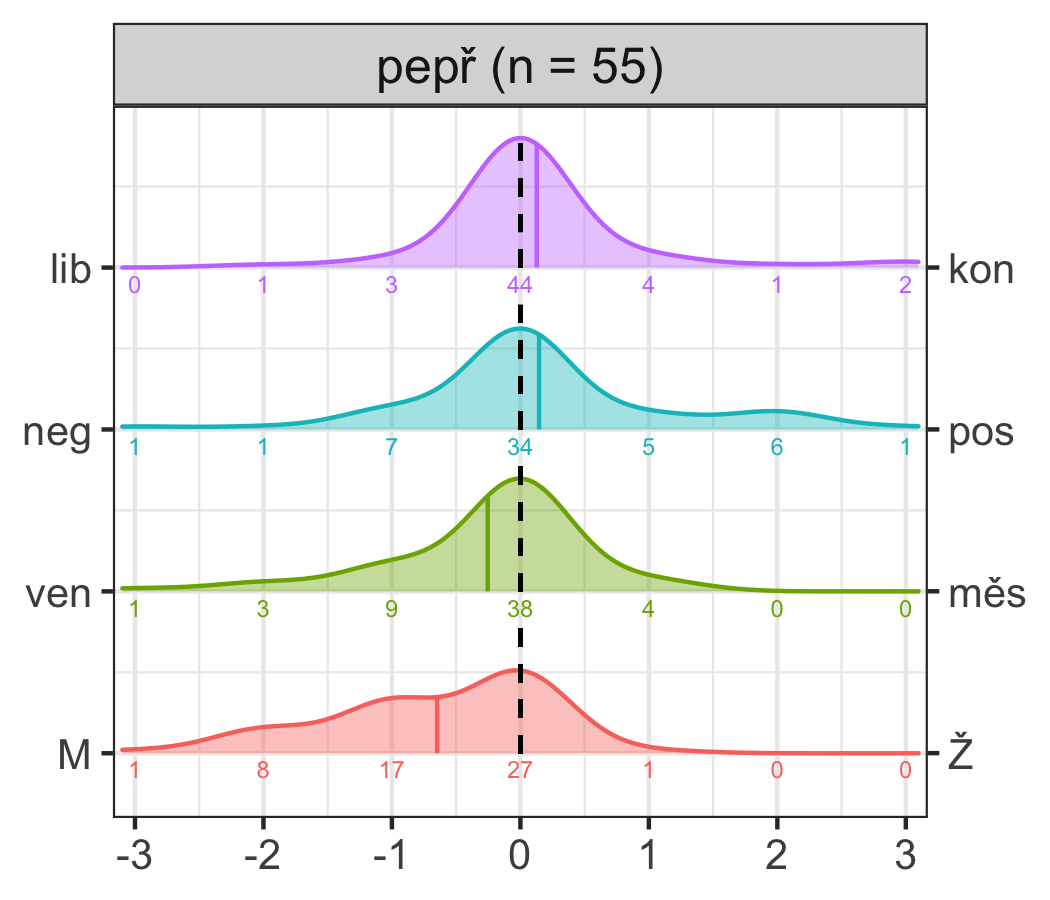 pepř (n = 55)
lib kon
0 1 3 44 4 1 2
neg pos
1 1 7 34 5 6 1
ven měs
1 3 9 38 4 0 0
M Ž
1 8 17 27 1 0 0
-3 -2 -1 0 1 2 3